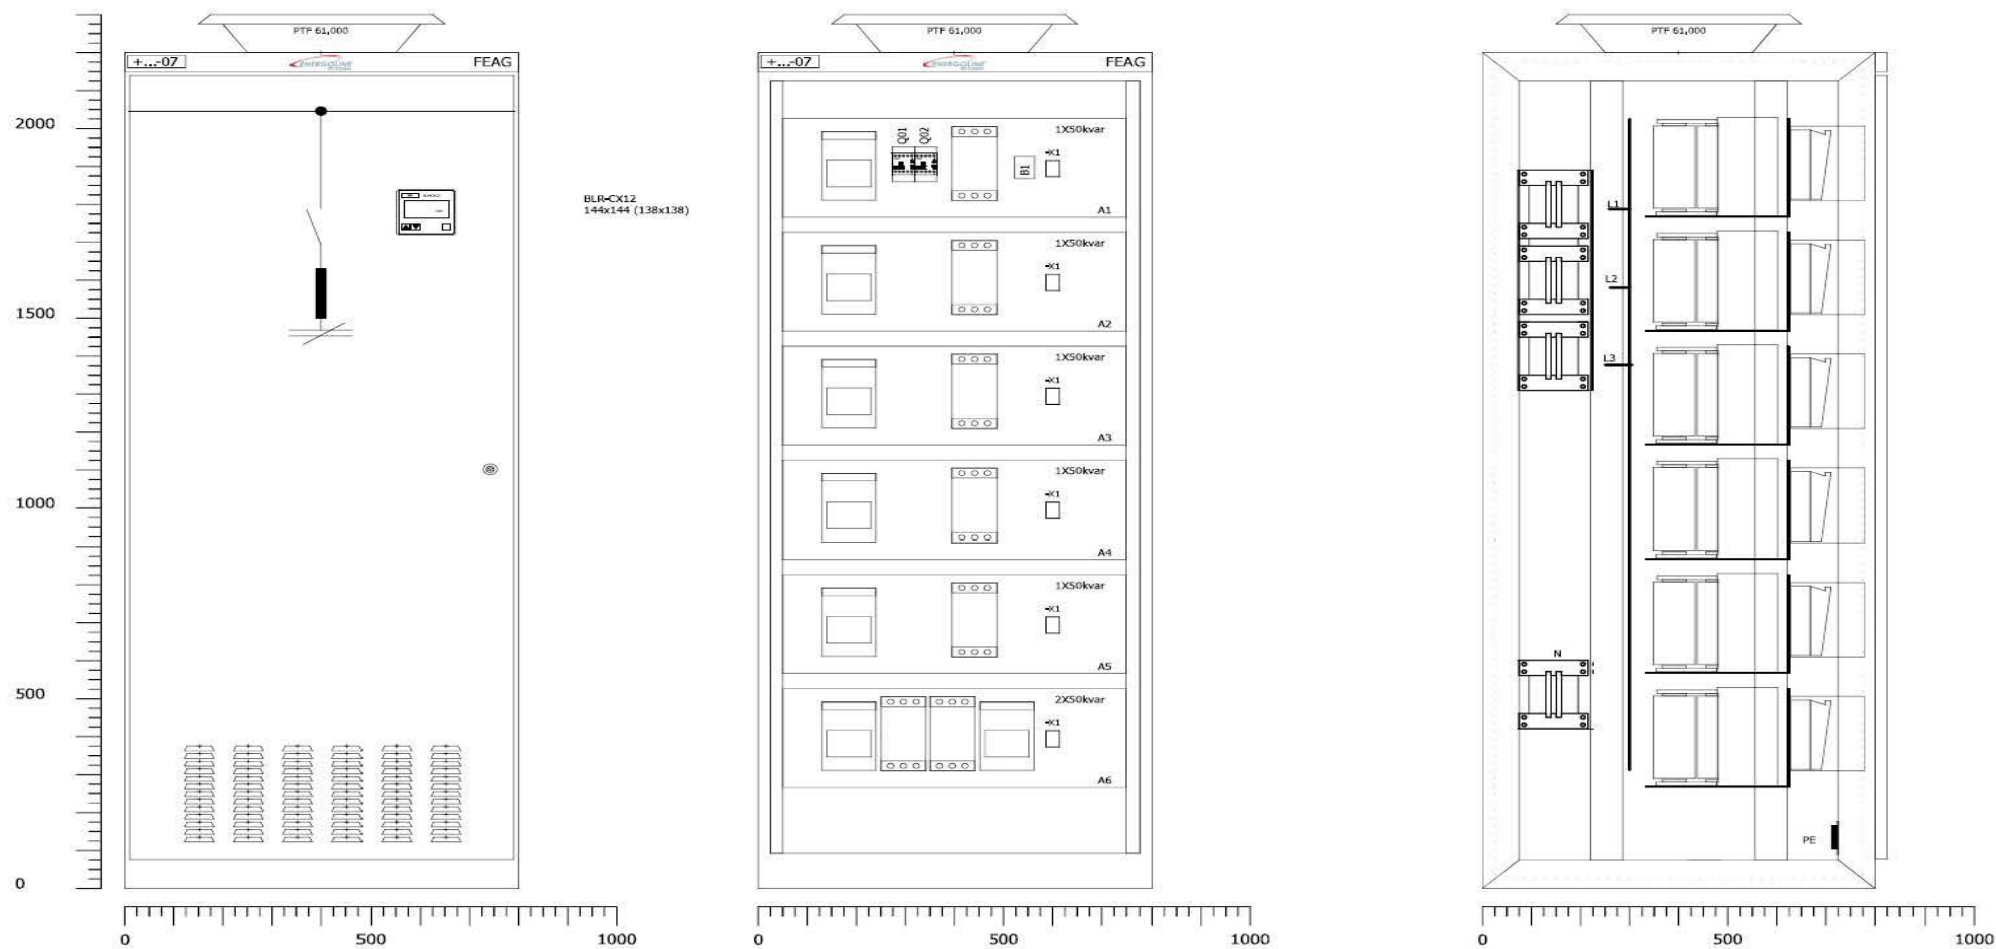 PTF 61,000
+...-07
ENERGOLINE
FEAG
2000
1500
1000
500
0
BLR-CX12
144x144 (138x138)
0
500
1000
PTF 61,000
+...-07
ENERGOLINE
FEAG
Q01
Q02
B1
1X50kvar
-X1
A1
1X50kvar
-X1
A2
1X50kvar
-X1
A3
1X50kvar
-X1
A4
1X50kvar
-X1
A5
2X50kvar
-X1
A6
0
500
1000
PTF 61,000
L1
L2
L3
N
PE
0
500
1000